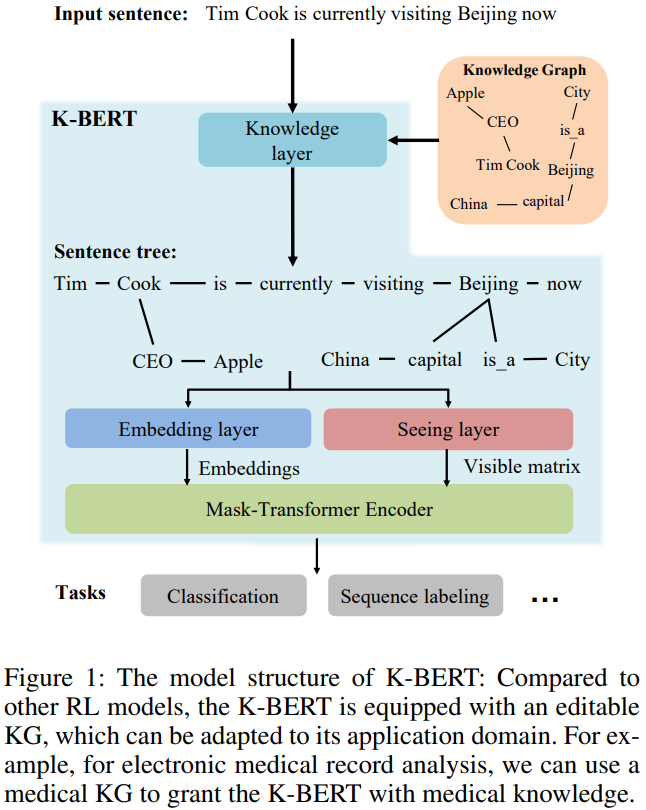 Input sentence: Tim Cook is currently visiting Beijing now
Knowledge Graph
Apple
City
CEO
is_a
Tim Cook
Beijing
China
capital
K-BERT
Knowledge
layer
Sentence tree:
Tim Cook is currently visiting Beijing now
CEO Apple China capital is_a City
Embedding layer
Seeing layer
Embeddings
Visible matrix
Mask-Transformer Encoder
Tasks
Classification
Sequence labeling
...
Figure 1: The model structure of K-BERT: Compared to
other RL models, the K-BERT is equipped with an editable
KG, which can be adapted to its application domain. For ex-
ample, for electronic medical record analysis, we can use a
medical KG to grant the K-BERT with medical knowledge.